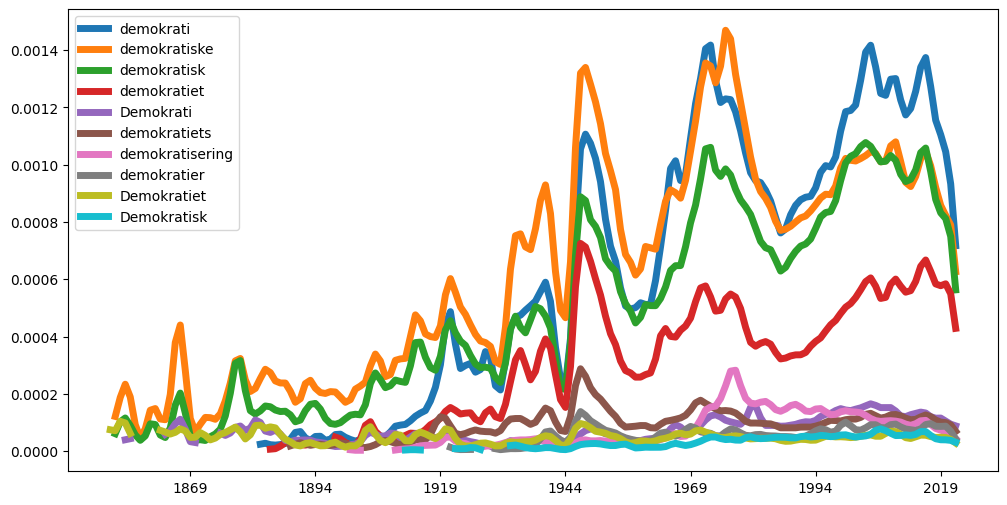 demokrati
demokratiske
demokratisk
demokratiet
Demokrati
demokratiets
demokratisering
demokratier
Demokratiet
Demokratisk
0.0014
0.0012
0.0010
0.0008
0.0006
0.0004
0.0002
0.0000
1869 1894 1919 1944 1969 1994 2019